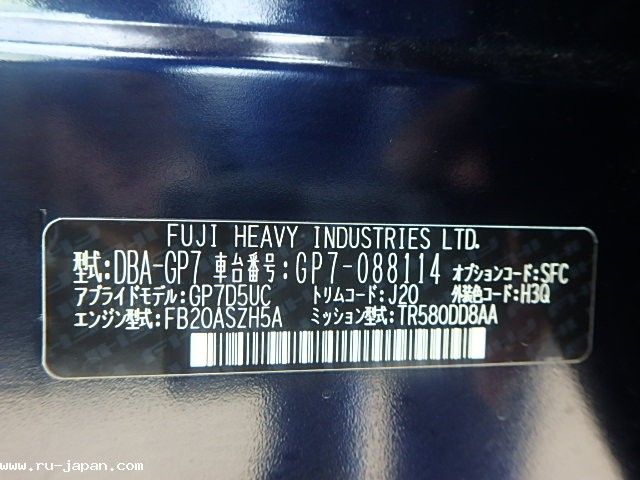 FUJI HEAVY INDUSTRIES LTD.
型式:DBA-GP7 車台番号:GP7-088114 オプションコード:SFC
アプライドモデル:GP7D5UC トリムコード:J20 外装色コード:H3Q
エンジン型式:FB20ASZH5A ミッション型式:TR580DD8AA
www.ru-japan.com